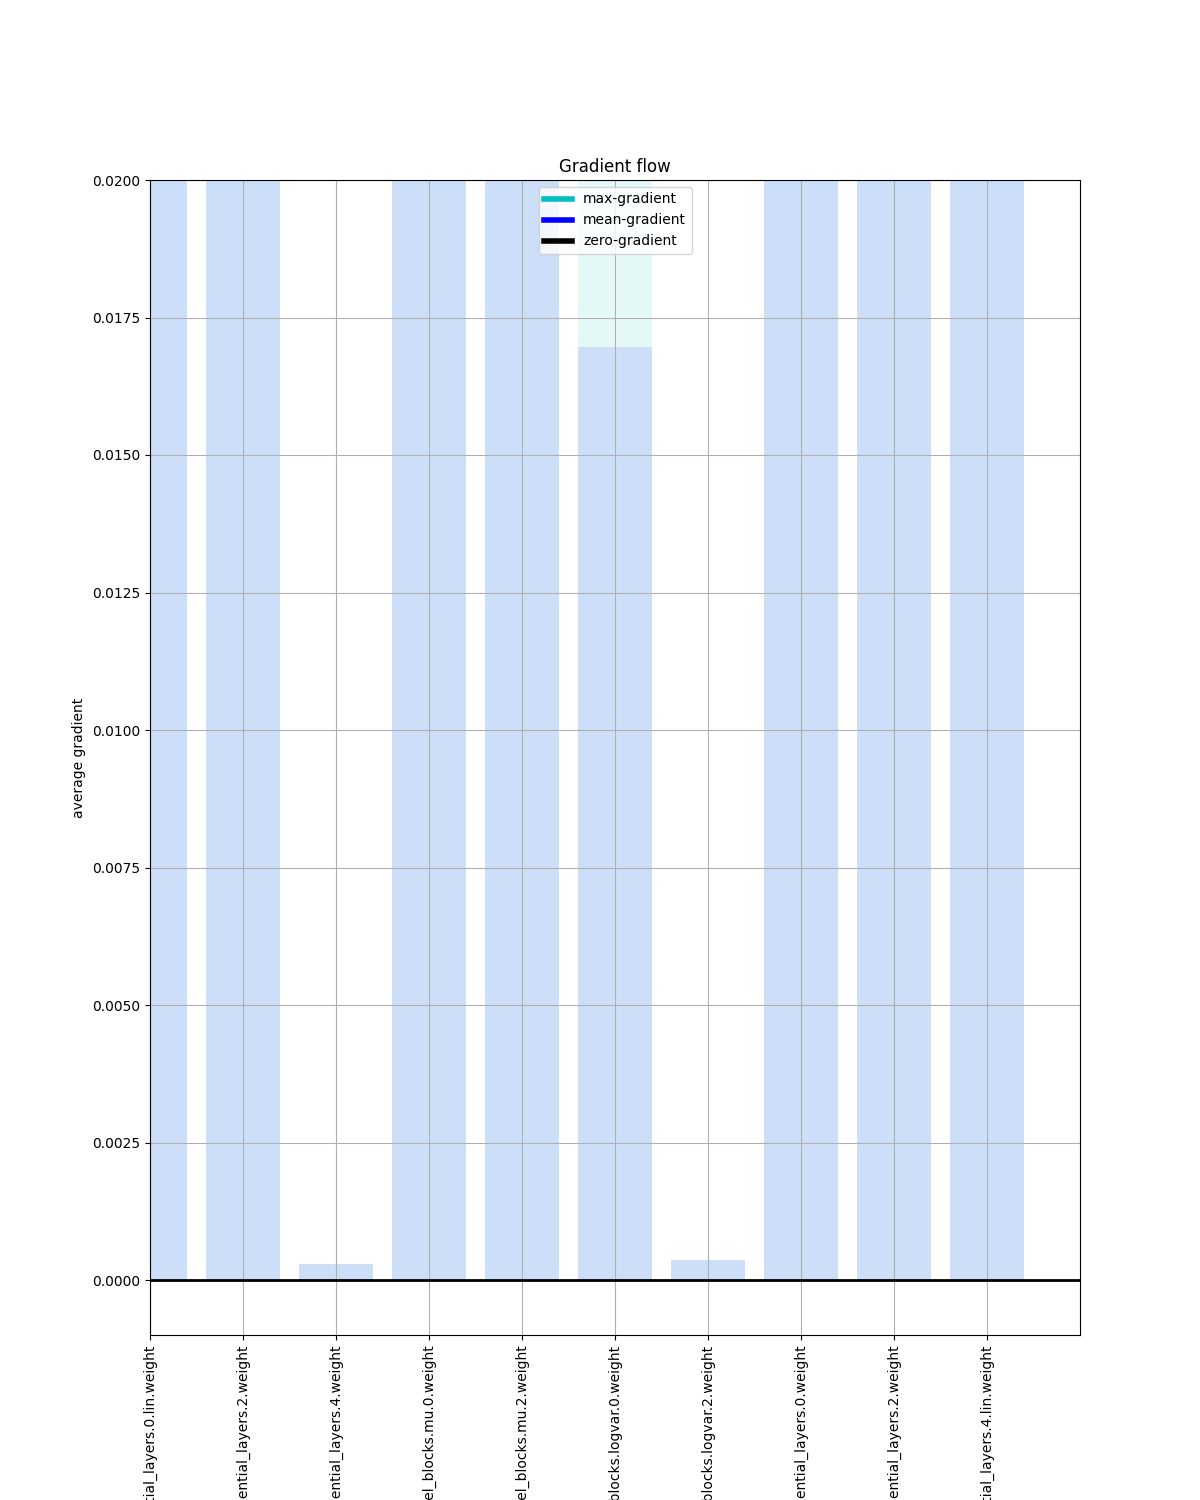 Gradient flow
max-gradient
mean-gradient
zero-gradient
0.0200
0.0175
0.0150
0.0125
0.0100
0.0075
0.0050
0.0025
0.0000
average gradient
tial_layers.0.lin.weight
ential_layers.2.weight
ential_layers.4.weight
el_blocks.mu.0.weight
el_blocks.mu.2.weight
blocks.logvar.0.weight
blocks.logvar.2.weight
ential_layers.0.weight
ential_layers.2.weight
tial_layers.4.lin.weight